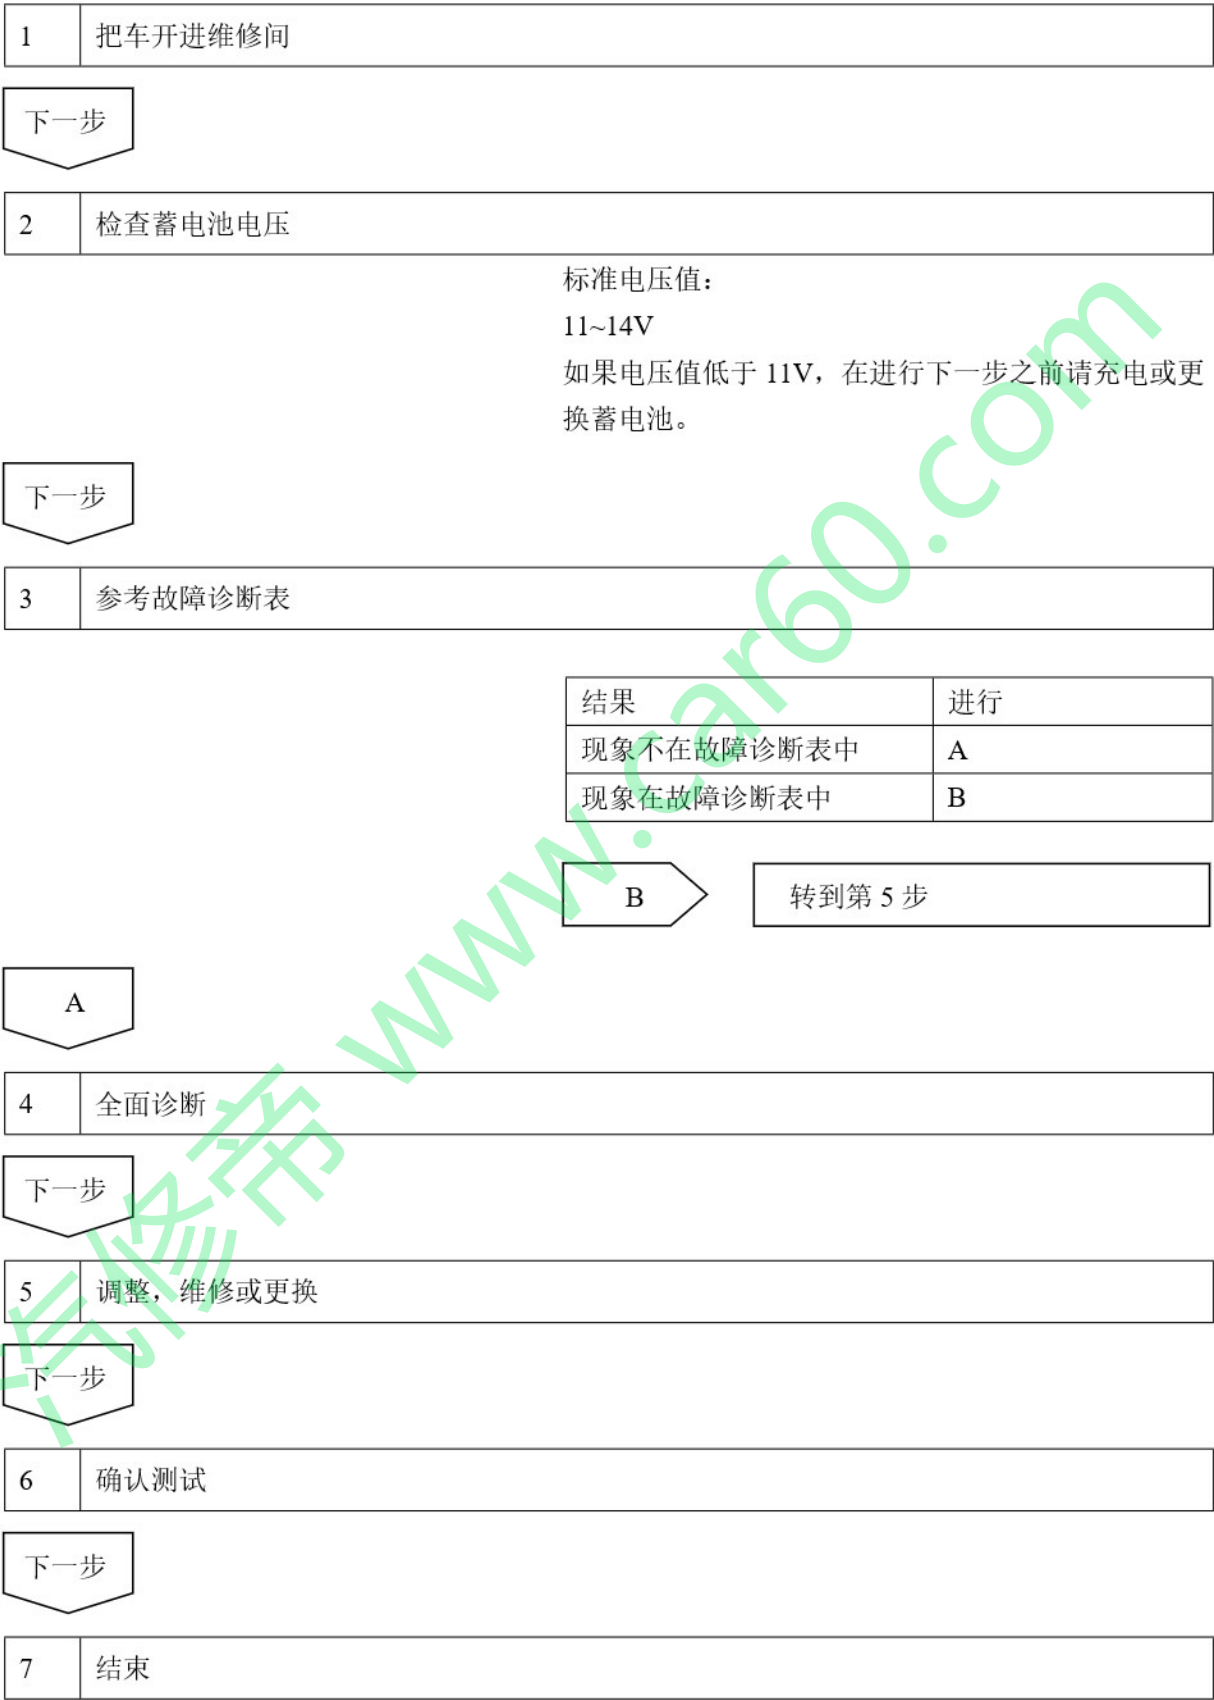 1 把车开进维修间
下一步
2 检查蓄电池电压
标准电压值：
11~14V
如果电压值低于 11V，在进行下一步之前请充电或更
换蓄电池。
下一步
3 参考故障诊断表
结果 进行
现象不在故障诊断表中 A
现象在故障诊断表中 B
B 转到第 5 步
A
4 全面诊断
下一步
5 调整，维修或更换
下一步
6 确认测试
下一步
7 结束
汽修帝 www.car60.com